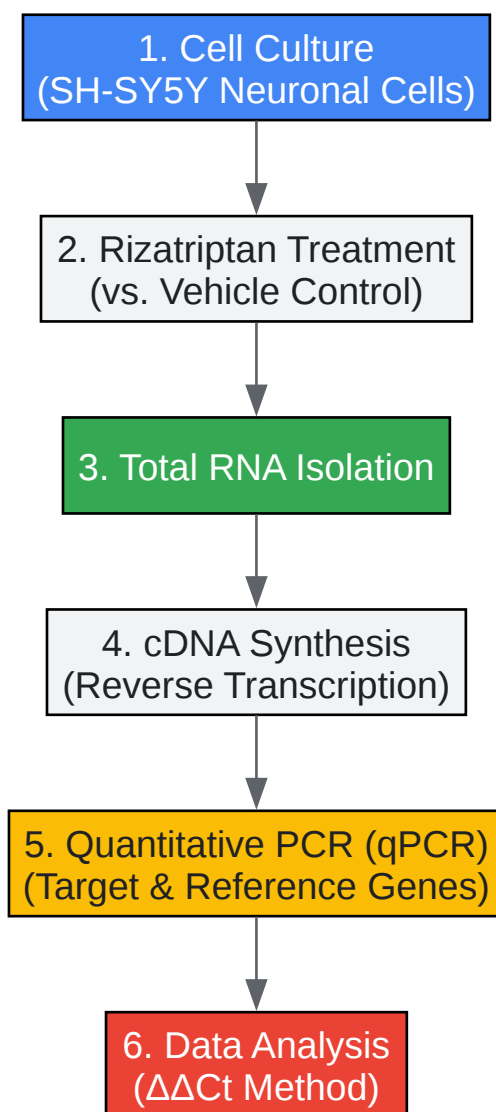 1. Cell Culture
(SH-SY5Y Neuronal Cells)
2. Rizatriptan Treatment
(vs. Vehicle Control)
3. Total RNA Isolation
4. cDNA Synthesis
(Reverse Transcription)
5. Quantitative PCR (qPCR)
(Target & Reference Genes)
6. Data Analysis
(ΔΔCt Method)